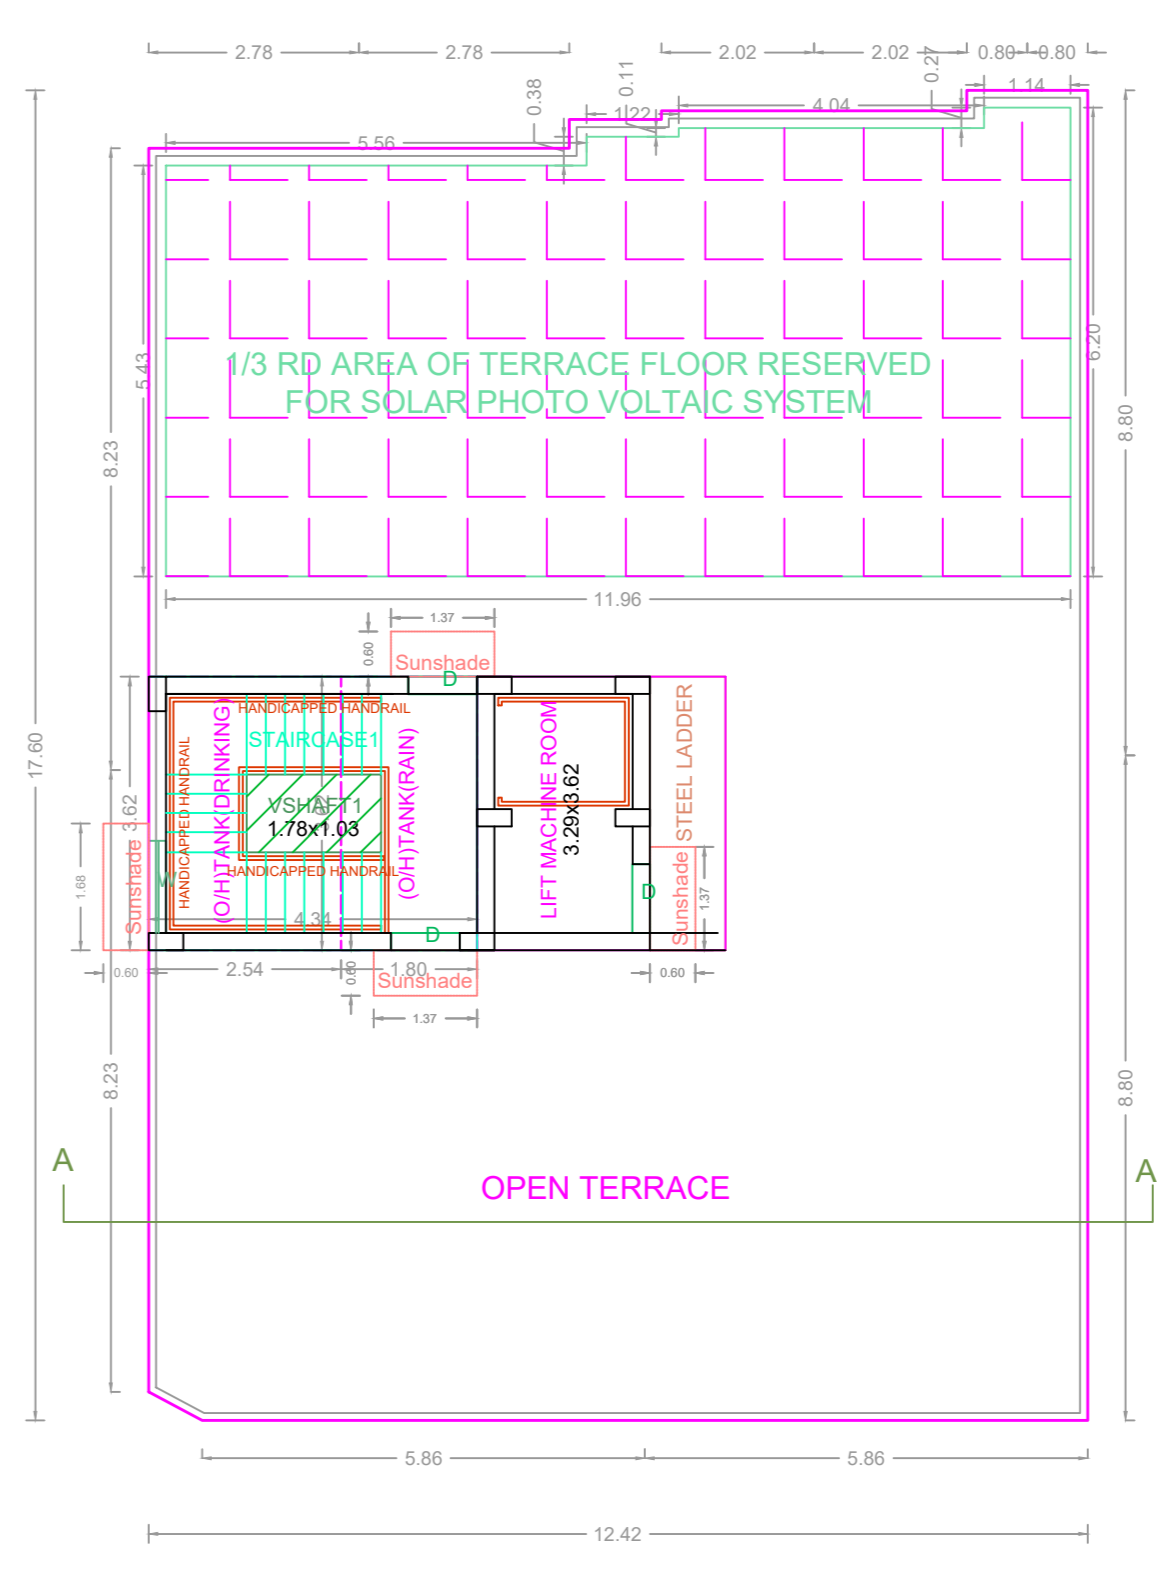 2.78
2.78
2.02
2.02
0.80
0.80
0.27
0.11
0.38
1.14
4.04
1.22
5.56
5.43
6.20
1/3 RD AREA OF TERRACE FLOOR RESERVED
FOR SOLAR PHOTO VOLTAIC SYSTEM
8.23
8.80
11.96
17.60
1.37
0.60
Sunshade
D
HANDICAPPED HANDRAIL
STAIRCASE1
(O/H)TANK(DRINKING)
HANDICAPPED HANDRAIL
(O/H)TANK(RAIN)
LIFT MACHINE ROOM
3.29x3.62
STEEL LADDER
VSHAFT1
1.78x1.03
3.62
HANDICAPPED HANDRAIL
W
Sunshade
1.68
D
Sunshade
1.37
4.34
D
0.60
2.54
1.80
0.60
Sunshade
0.60
1.37
8.23
8.80
A
A
OPEN TERRACE
5.86
5.86
12.42